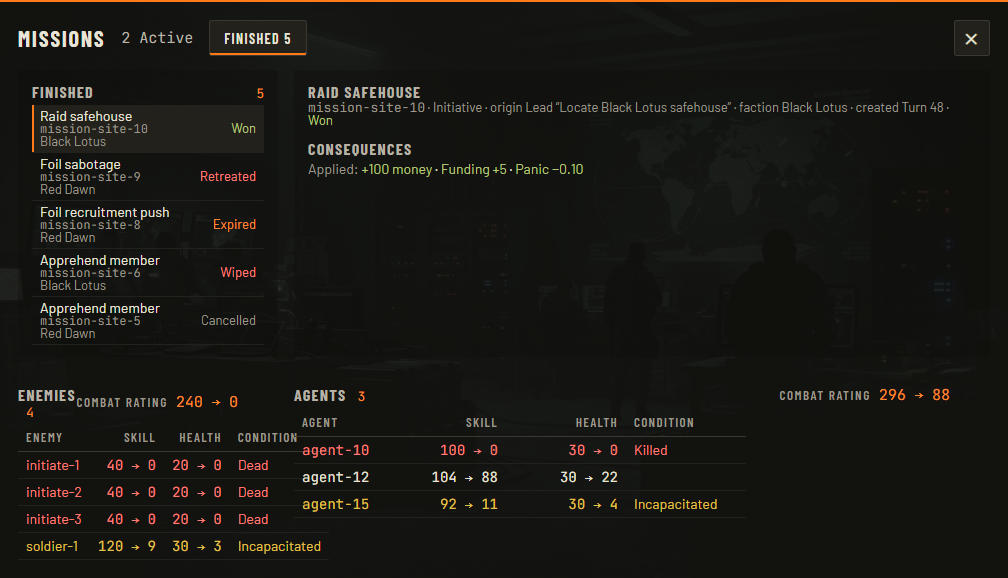 MISSIONS 2 Active FINISHED 5 ✕
FINISHED 5
Raid safehouse
mission-site-10 Won
Black Lotus
Foil sabotage
mission-site-9 Retreated
Red Dawn
Foil recruitment push
mission-site-8 Expired
Red Dawn
Apprehend member
mission-site-6 Wiped
Black Lotus
Apprehend member
mission-site-5 Cancelled
Red Dawn
RAID SAFEHOUSE
mission-site-10 · Initiative · origin Lead "Locate Black Lotus safehouse" · faction Black Lotus · created Turn 48 ·
Won
CONSEQUENCES
Applied: +100 money · Funding +5 · Panic −0.10
ENEMIES COMBAT RATING 240 → 0
4
ENEMY SKILL HEALTH CONDITION
initiate-1 40 → 0 20 → 0 Dead
initiate-2 40 → 0 20 → 0 Dead
initiate-3 40 → 0 20 → 0 Dead
soldier-1 120 → 9 30 → 3 Incapacitated
AGENTS 3 COMBAT RATING 296 → 88
AGENT SKILL HEALTH CONDITION
agent-10 100 → 0 30 → 0 Killed
agent-12 104 → 88 30 → 22
agent-15 92 → 11 30 → 4 Incapacitated